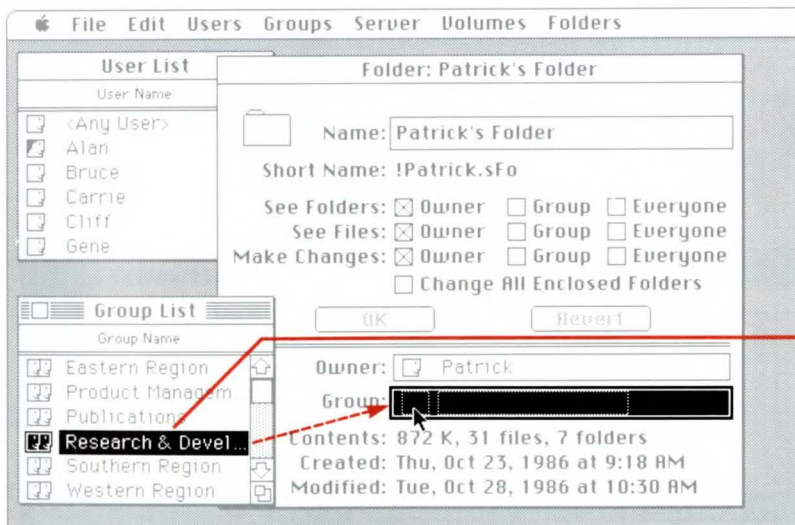 File Edit Users Groups Server Volumes Folders
User List
User Name
<Any User>
Alan
Bruce
Carrie
Cliff
Gene
Folder: Patrick's Folder
Name: Patrick's Folder
Short Name: !Patrick.sFo
See Folders: Owner Group Everyone
See Files: Owner Group Everyone
Make Changes: Owner Group Everyone
Change All Enclosed Folders
OK Revert
Group List
Group Name
Eastern Region
Product Managem
Publications
Research & Devel...
Southern Region
Western Region
Owner: Patrick
Group:
Contents: 872 K, 31 files, 7 folders
Created: Thu, Oct 23, 1986 at 9:18 AM
Modified: Tue, Oct 28, 1986 at 10:30 AM